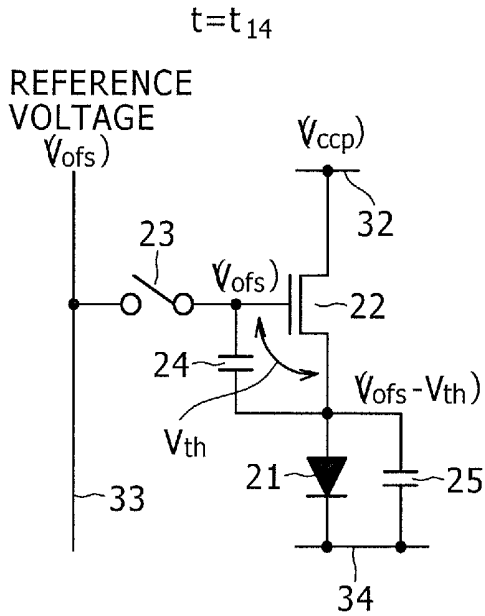 t=t14
REFERENCE
VOLTAGE
(Vofs)
(Vccp)
32
23
(Vofs)
22
24
(Vofs-Vth)
Vth
21
25
33
34